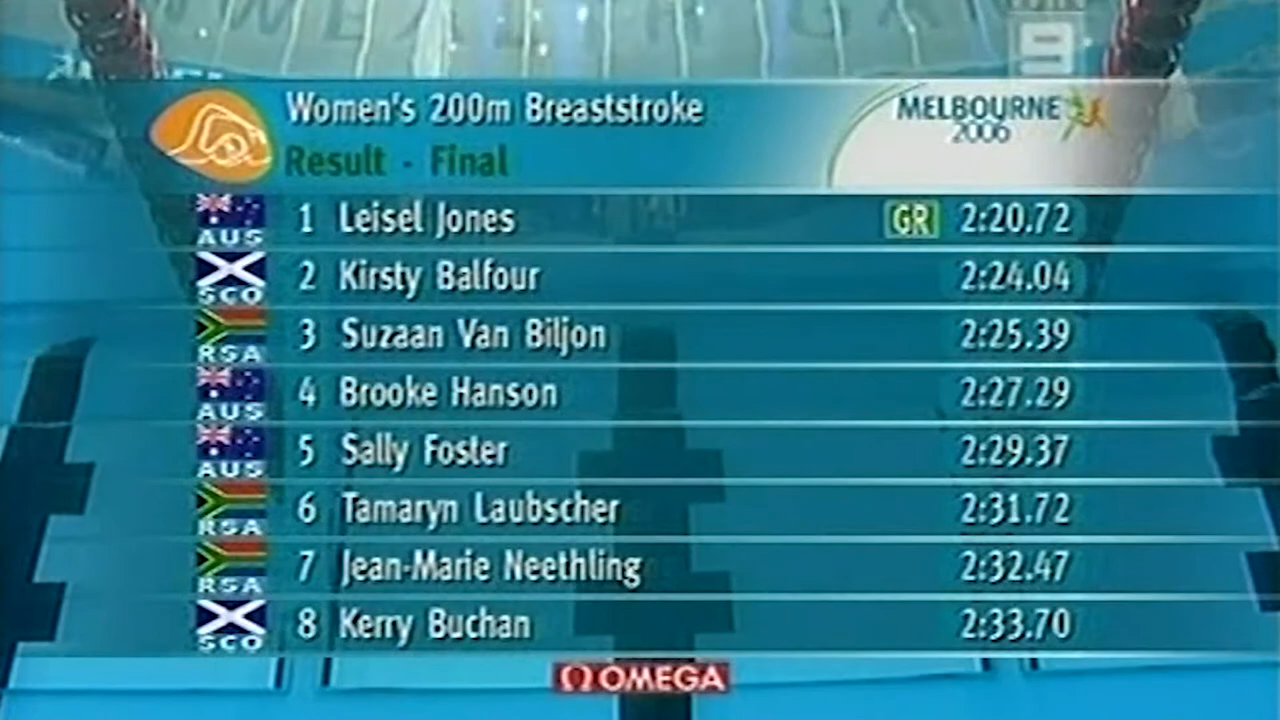 9
Women's 200m Breaststroke
MELBOURNE
2006
Result - Final
AUS 1 Leisel Jones GR 2:20.72
SCO 2 Kirsty Balfour 2:24.04
RSA 3 Suzaan Van Biljon 2:25.39
AUS 4 Brooke Hanson 2:27.29
AUS 5 Sally Foster 2:29.37
RSA 6 Tamaryn Laubscher 2:31.72
RSA 7 Jean-Marie Neethling 2:32.47
SCO 8 Kerry Buchan 2:33.70
Ω OMEGA